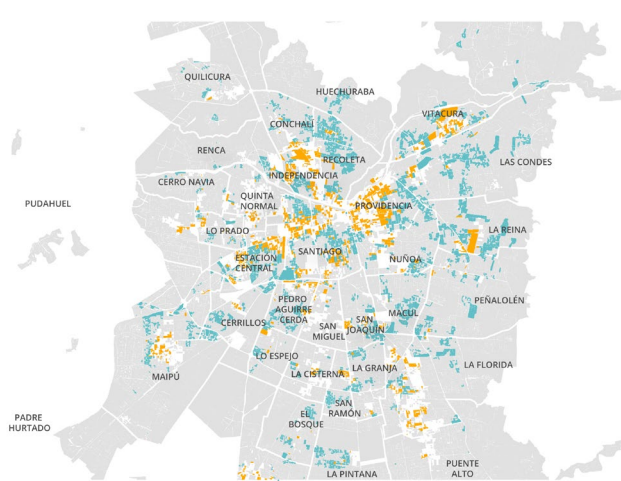 QUILICURA
HUECHURABA
VITACURA
CONCHALÍ
RENCA
RECOLETA
LAS CONDES
INDEPENDENCIA
CERRO NAVIA
QUINTA
NORMAL
PUDAHUEL
PROVIDENCIA
LO PRADO
LA REINA
SANTIAGO
ESTACIÓN
CENTRAL
ÑUÑOA
PEÑALOLÉN
PEDRO
AGUIRRE
CERDA
MACUL
CERRILLOS
SAN
JOAQUÍN
SAN
MIGUEL
LO ESPEJO
LA GRANJA
LA FLORIDA
LA CISTERNA
MAIPÚ
SAN
RAMÓN
PADRE
HURTADO
EL
BOSQUE
PUENTE
ALTO
LA PINTANA